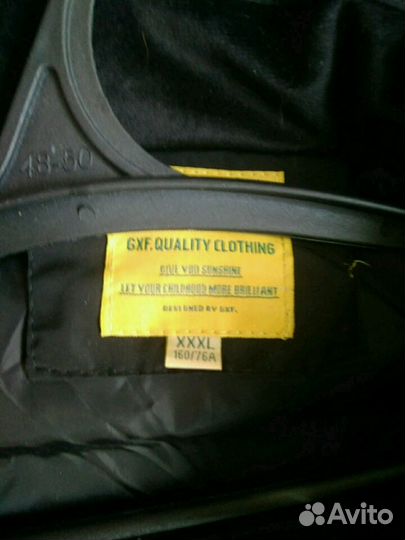 48-50
GXF. QUALITY CLOTHING
GIVE YOU SUNSHINE
LET YOUR CHILDHOOD MORE BRILLIANT
DESIGNED BY GXF.
XXXL
160/76A
Avito